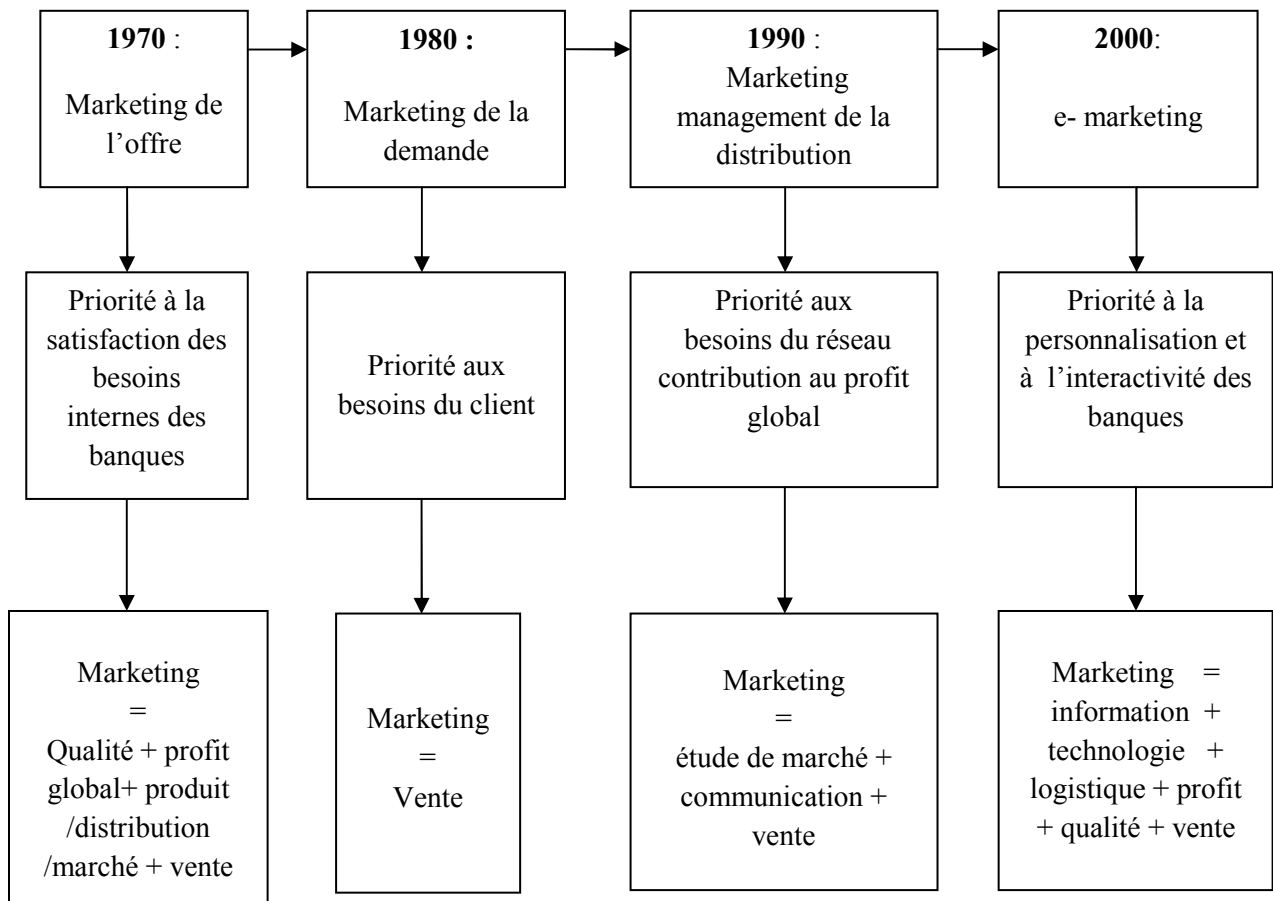 1970 :
Marketing de
l’offre
1980 :
Marketing de la
demande
1990 :
Marketing
management de la
distribution
2000:
e- marketing
Priorité à la
satisfaction des
besoins
internes des
banques
Priorité aux
besoins du client
Priorité aux
besoins du réseau
contribution au profit
global
Priorité à la
personnalisation et
à l’interactivité des
banques
Marketing
=
Qualité + profit
global+ produit
/distribution
/marché + vente
Marketing
=
Vente
Marketing
=
étude de marché +
communication +
vente
Marketing =
information +
technologie +
logistique + profit
+ qualité + vente